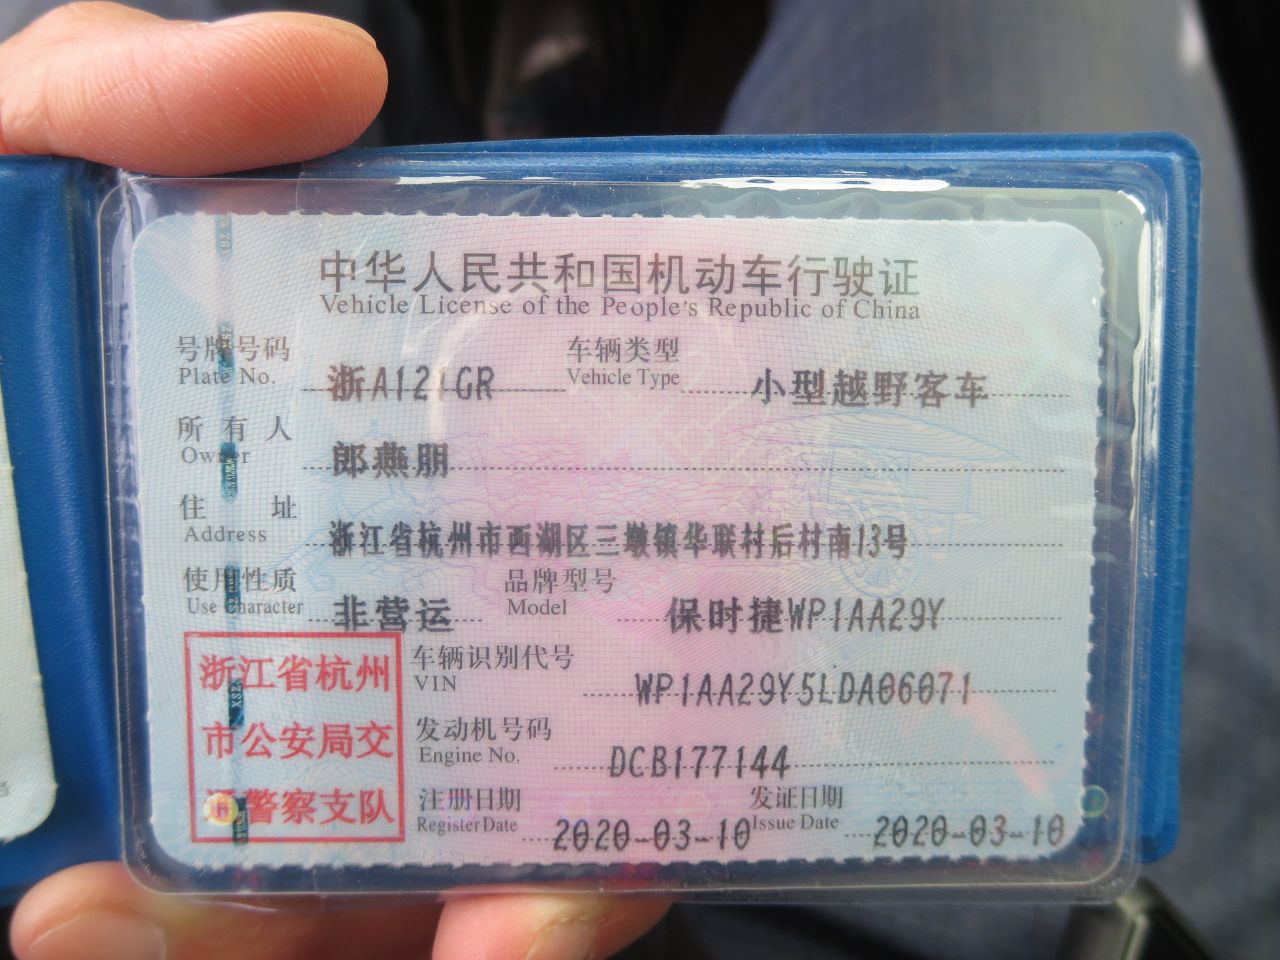 中华人民共和国机动车行驶证
Vehicle License of the People's Republic of China
号牌号码 浙A121GR 车辆类型 小型越野客车
Plate No. Vehicle Type
所有人 郎燕朋
Owner
住址 浙江省杭州市西湖区三墩镇华联村后村南13号
Address
使用性质 非营运 品牌型号 保时捷WP1AA29Y
Use Character Model
浙江省杭州市公安局交通警察支队
车辆识别代号 WP1AA29Y5LDA06071
VIN
发动机号码 DCB177144
Engine No.
注册日期 2020-03-10 发证日期 2020-03-10
Register Date Issue Date